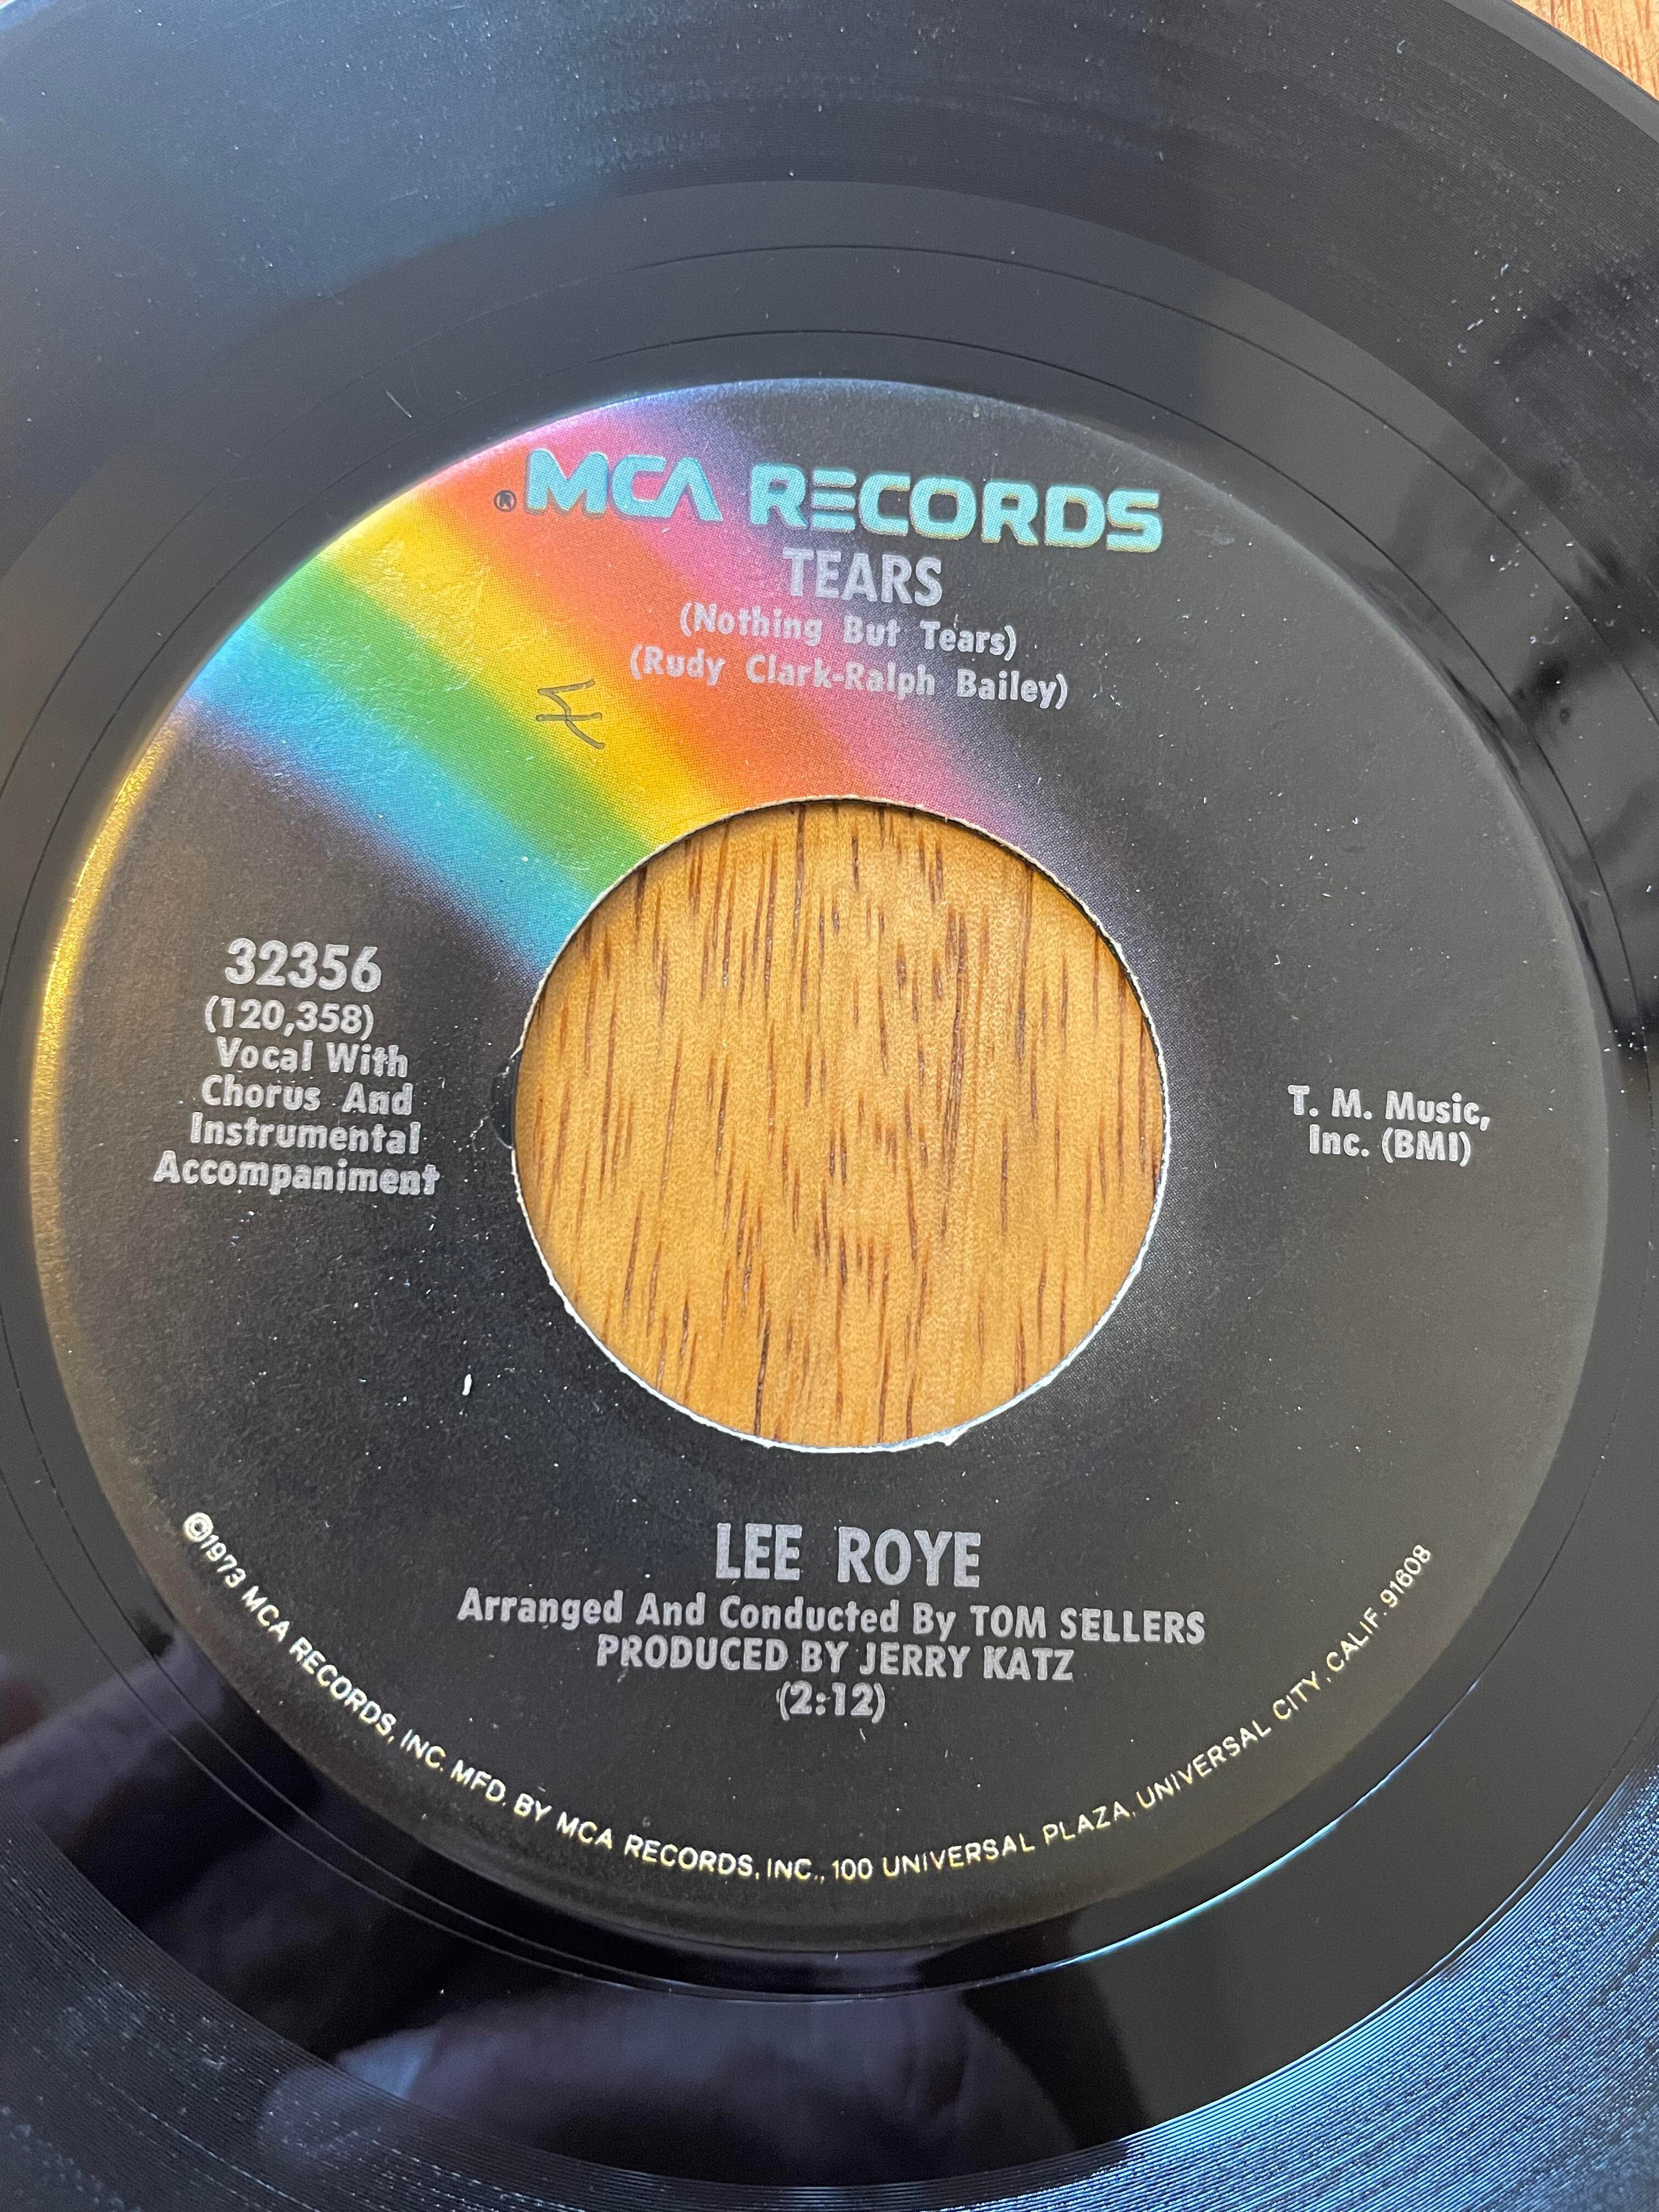 ® MCA RECORDS
TEARS
(Nothing But Tears)
(Rudy Clark-Ralph Bailey)
4
32356
(120,358)
Vocal With
Chorus And
Instrumental
Accompaniment
T. M. Music,
Inc. (BMI)
LEE ROYE
Arranged And Conducted By TOM SELLERS
PRODUCED BY JERRY KATZ
(2:12)
©1973 MCA RECORDS, INC. MFD. BY MCA RECORDS, INC., 100 UNIVERSAL PLAZA, UNIVERSAL CITY, CALIF. 91608